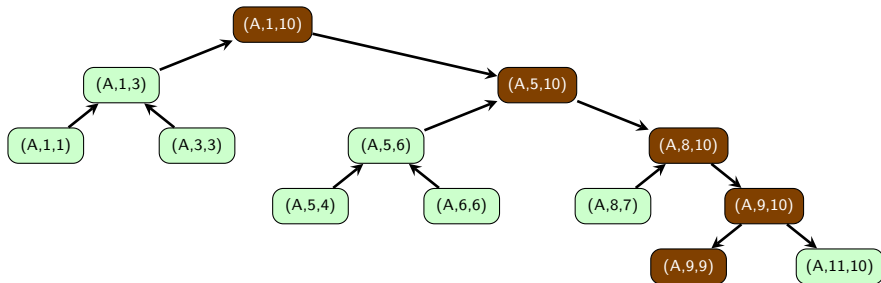 (A,1,10)
(A,1,3)
(A,5,10)
(A,1,1)
(A,3,3)
(A,5,6)
(A,8,10)
(A,5,4)
(A,6,6)
(A,8,7)
(A,9,10)
(A,9,9)
(A,11,10)